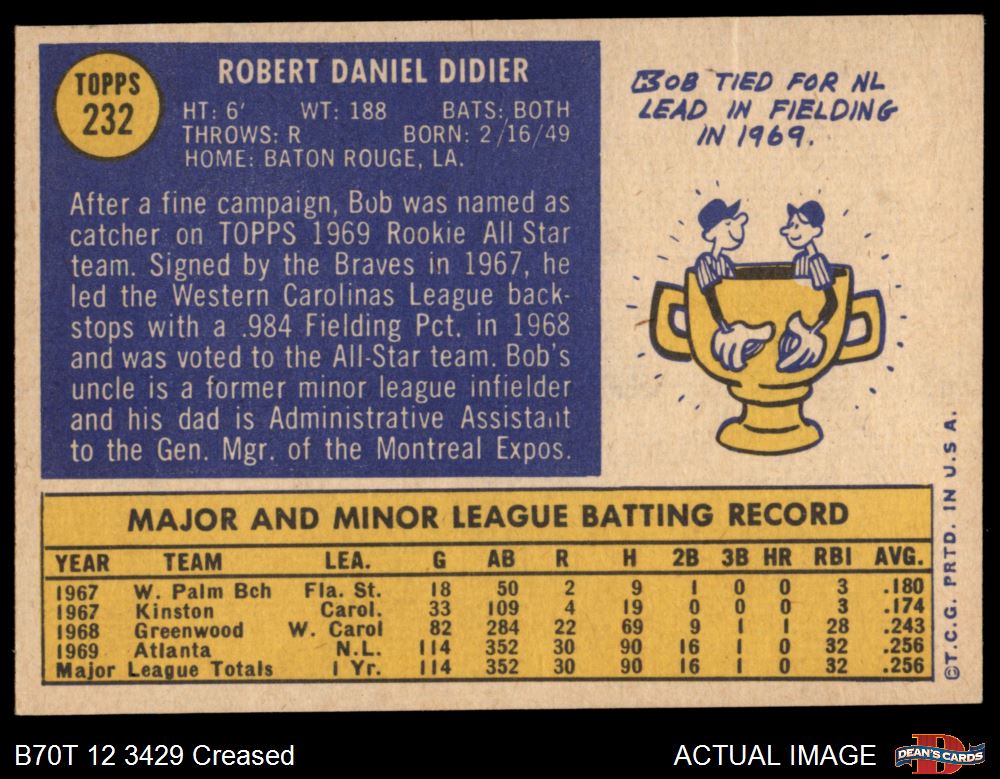 TOPPS
232
ROBERT DANIEL DIDIER
HT: 6' WT: 188 BATS: BOTH
THROWS: R BORN: 2/16/49
HOME: BATON ROUGE, LA.
After a fine campaign, Bob was named as
catcher on TOPPS 1969 Rookie All Star
team. Signed by the Braves in 1967, he
led the Western Carolinas League back-
stops with a .984 Fielding Pct. in 1968
and was voted to the All-Star team. Bob's
uncle is a former minor league infielder
and his dad is Administrative Assistant
to the Gen. Mgr. of the Montreal Expos.
BOB TIED FOR NL
LEAD IN FIELDING
IN 1969.
MAJOR AND MINOR LEAGUE BATTING RECORD
YEAR TEAM LEA. G AB R H 2B 3B HR RBI AVG.
1967 W. Palm Bch Fla. St. 18 50 2 9 1 0 0 3 .180
1967 Kinston Carol. 33 109 4 19 0 0 0 3 .174
1968 Greenwood W. Carol 82 284 22 69 9 1 1 28 .243
1969 Atlanta N.L. 114 352 30 90 16 1 0 32 .256
Major League Totals 1 Yr. 114 352 30 90 16 1 0 32 .256
©T.C.G. PRTD. IN U.S A.
B70T 12 3429 Creased
ACTUAL IMAGE
D
DEAN'S CARDS